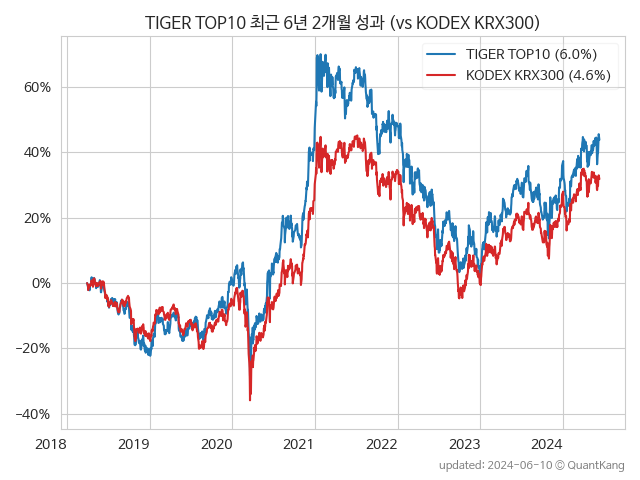 TIGER TOP10 최근 6년 2개월 성과 (vs KODEX KRX300)
TIGER TOP10 (6.0%)
KODEX KRX300 (4.6%)
60%
40%
20%
0%
−20%
−40%
2018 2019 2020 2021 2022 2023 2024
updated: 2024-06-10 © QuantKang